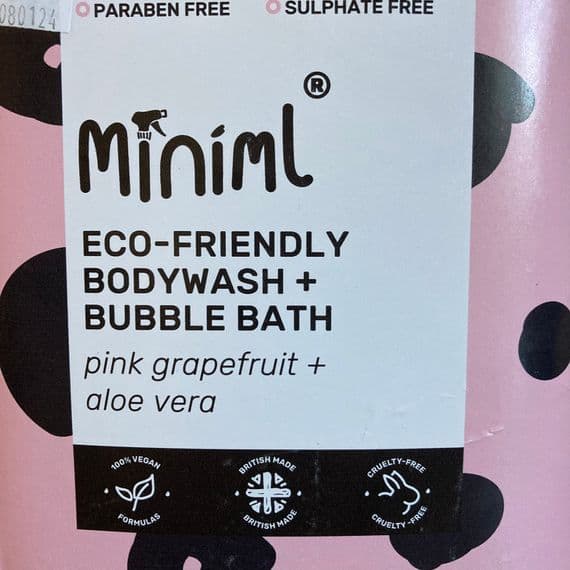 080124
PARABEN FREE
SULPHATE FREE
Miniml®
ECO-FRIENDLY
BODYWASH +
BUBBLE BATH
pink grapefruit +
aloe vera
100% VEGAN
FORMULAS
BRITISH MADE
BRITISH MADE
CRUELTY-FREE
CRUELTY-FREE